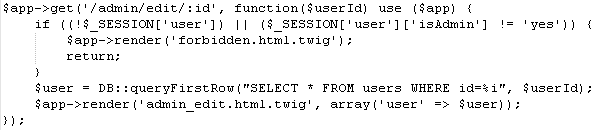 $app->get('/admin/edit/:id', function($userId) use ($app) {
    if ((!$_SESSION['user']) || ($_SESSION['user']['isAdmin'] != 'yes')) {
        $app->render('forbidden.html.twig');
        return;
    }
    $user = DB::queryFirstRow("SELECT * FROM users WHERE id=%i", $userId);
    $app->render('admin_edit.html.twig', array('user' => $user));
});